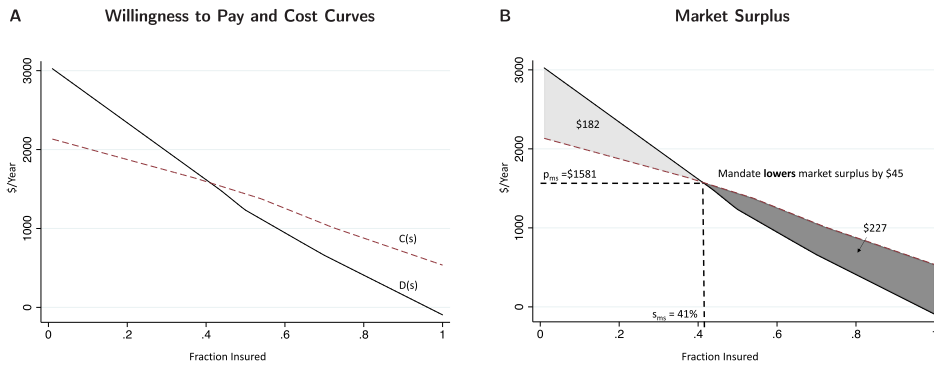 A
Willingness to Pay and Cost Curves
$/Year
3000
2000
1000
0
C(s)
D(s)
0 .2 .4 .6 .8 1
Fraction Insured
B
Market Surplus
$/Year
3000
2000
1000
0
$182
pms =$1581
Mandate lowers market surplus by $45
$227
sms = 41%
0 .2 .4 .6 .8
Fraction Insured